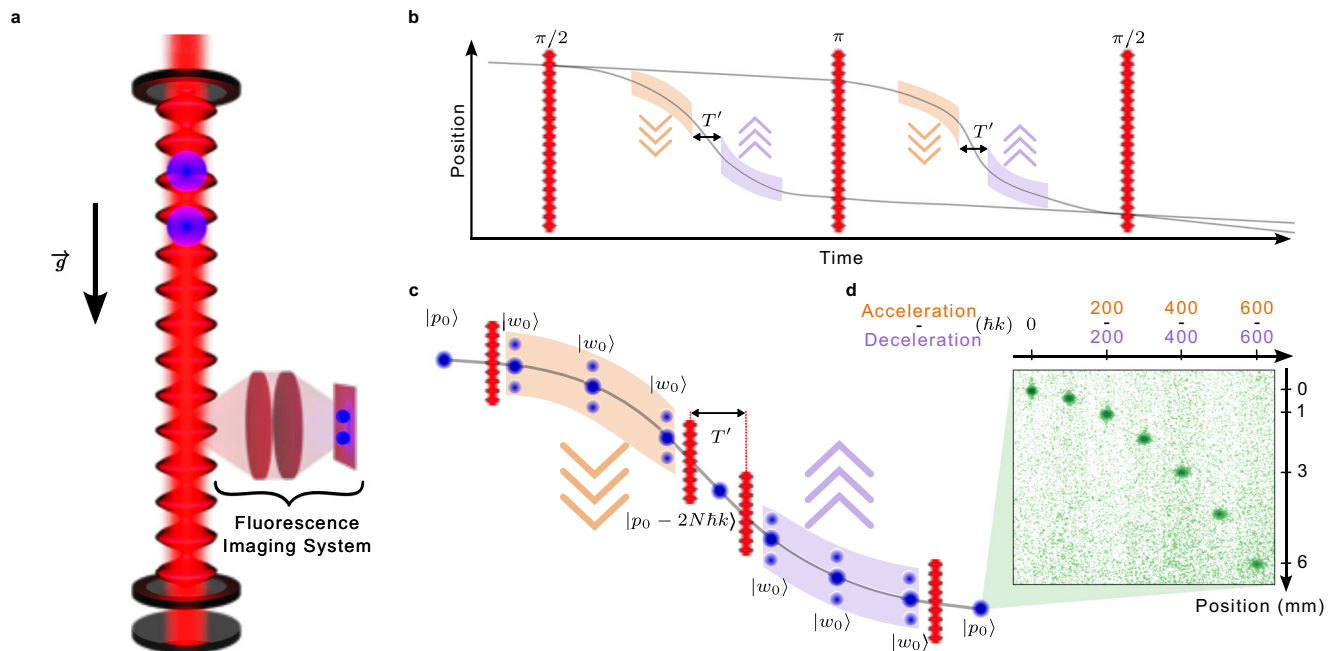 a
g
Fluorescence
Imaging System
b
π/2
π
π/2
Position
T′
T′
Time
c
|p₀⟩
|w₀⟩
|w₀⟩
|w₀⟩
T′
|p₀ − 2Nℏk⟩
|w₀⟩
|w₀⟩
|w₀⟩
|p₀⟩
d
Acceleration 200 400 600
- (ℏk) 0 - - -
Deceleration 200 400 600
0
1
3
6
Position (mm)